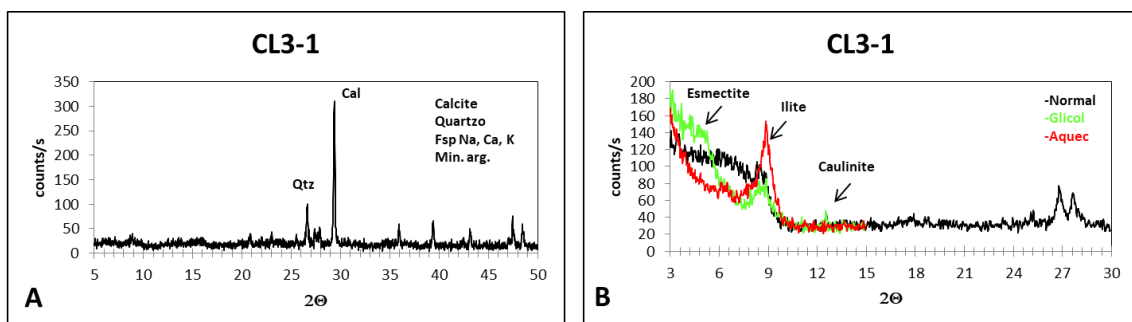 CL3-1
counts/s
350
300
250
200
150
100
50
0
Cal
Qtz
Calcite
Quartzo
Fsp Na, Ca, K
Min. arg.
5 10 15 20 25 30 35 40 45 50
2Θ
A
CL3-1
counts/s
200
180
160
140
120
100
80
60
40
20
0
Esmectite
Ilite
Caulinite
-Normal
-Glicol
-Aquec
3 6 9 12 15 18 21 24 27 30
2Θ
B